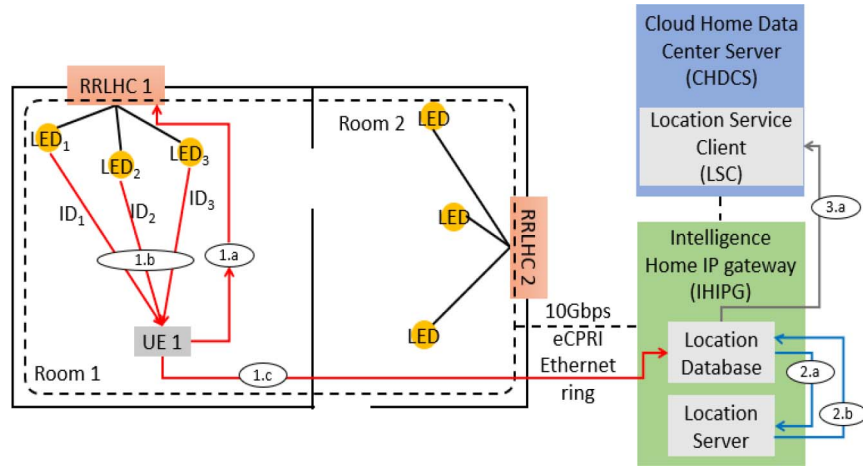 Cloud Home Data
Center Server
(CHDCS)
Location Service
Client
(LSC)
RRLHC 1
Room 2
LED
LED₁
LED₂
LED₃
ID₁
ID₂
ID₃
1.b
1.a
LED
RRLHC 2
LED
3.a
Intelligence
Home IP gateway
(IHIPG)
10Gbps
eCPRI
Ethernet
ring
UE 1
Room 1
1.c
Location
Database
2.a
2.b
Location
Server